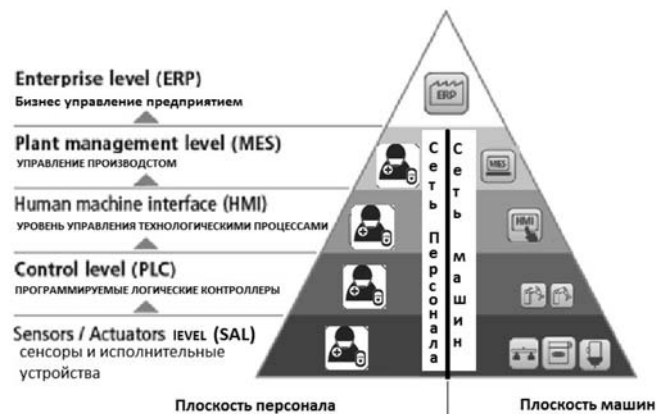 Enterprise level (ERP)
Бизнес управление предприятием
ERP
Plant management level (MES)
УПРАВЛЕНИЕ ПРОИЗВОДСТОМ
MES
Human machine interface (HMI)
УРОВЕНЬ УПРАВЛЕНИЯ ТЕХНОЛОГИЧЕСКИМИ ПРОЦЕССАМИ
HMI
Control level (PLC)
ПРОГРАММИРУЕМЫЕ ЛОГИЧЕСКИЕ КОНТРОЛЛЕРЫ
Sensors / Actuators lEVEL (SAL)
сенсоры и исполнительные
устройства
Сеть персонала
Сеть машин
Плоскость персонала
Плоскость машин